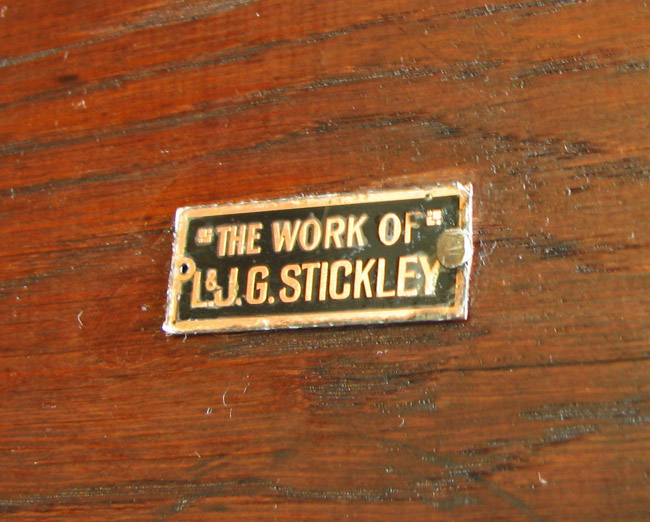 "THE WORK OF"
L&J.G. STICKLEY